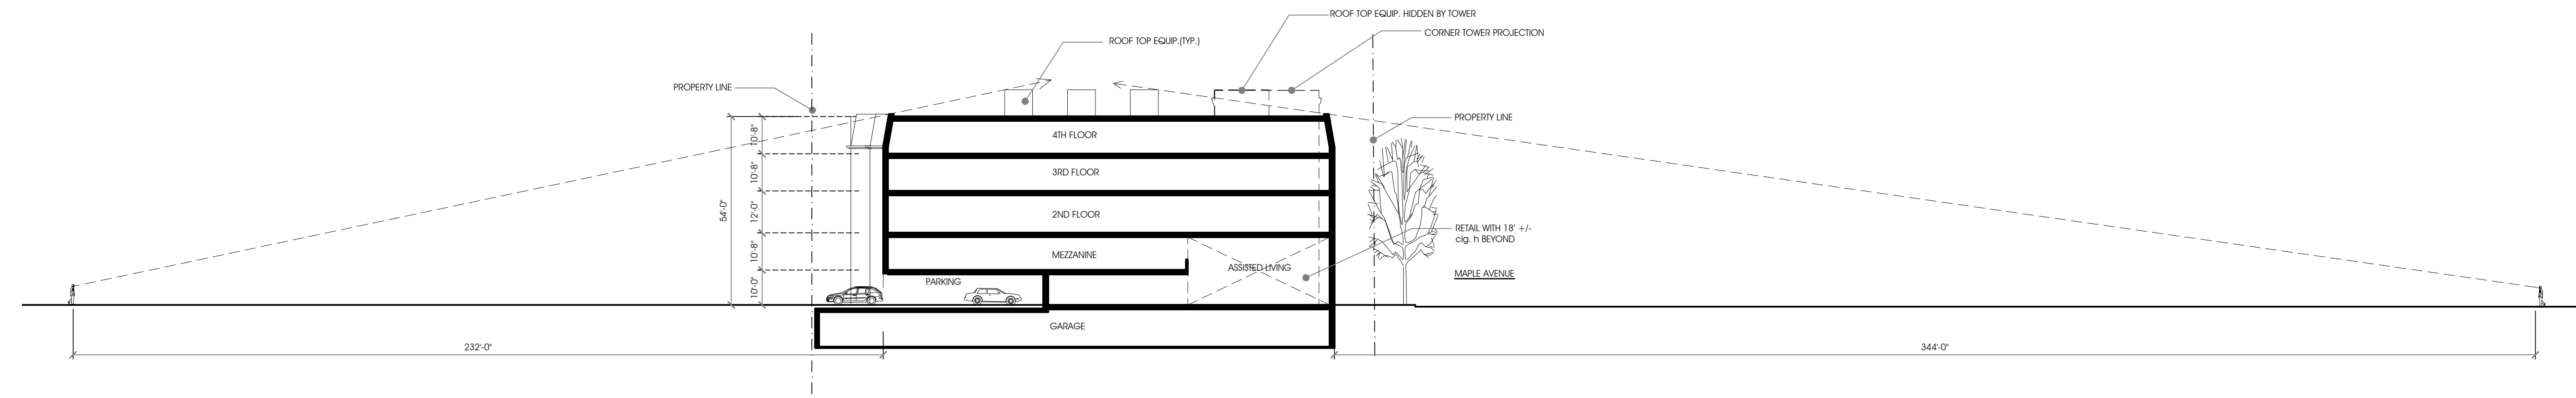 ROOF TOP EQUIP. HIDDEN BY TOWER
CORNER TOWER PROJECTION
ROOF TOP EQUIP.(TYP.)
PROPERTY LINE
PROPERTY LINE
10'-8"
4TH FLOOR
10'-8"
3RD FLOOR
54'-0"
12'-0"
2ND FLOOR
RETAIL WITH 18' +/-
clg. h BEYOND
10'-8"
MEZZANINE
ASSISTED LIVING
MAPLE AVENUE
10'-0"
PARKING
GARAGE
232'-0"
344'-0"